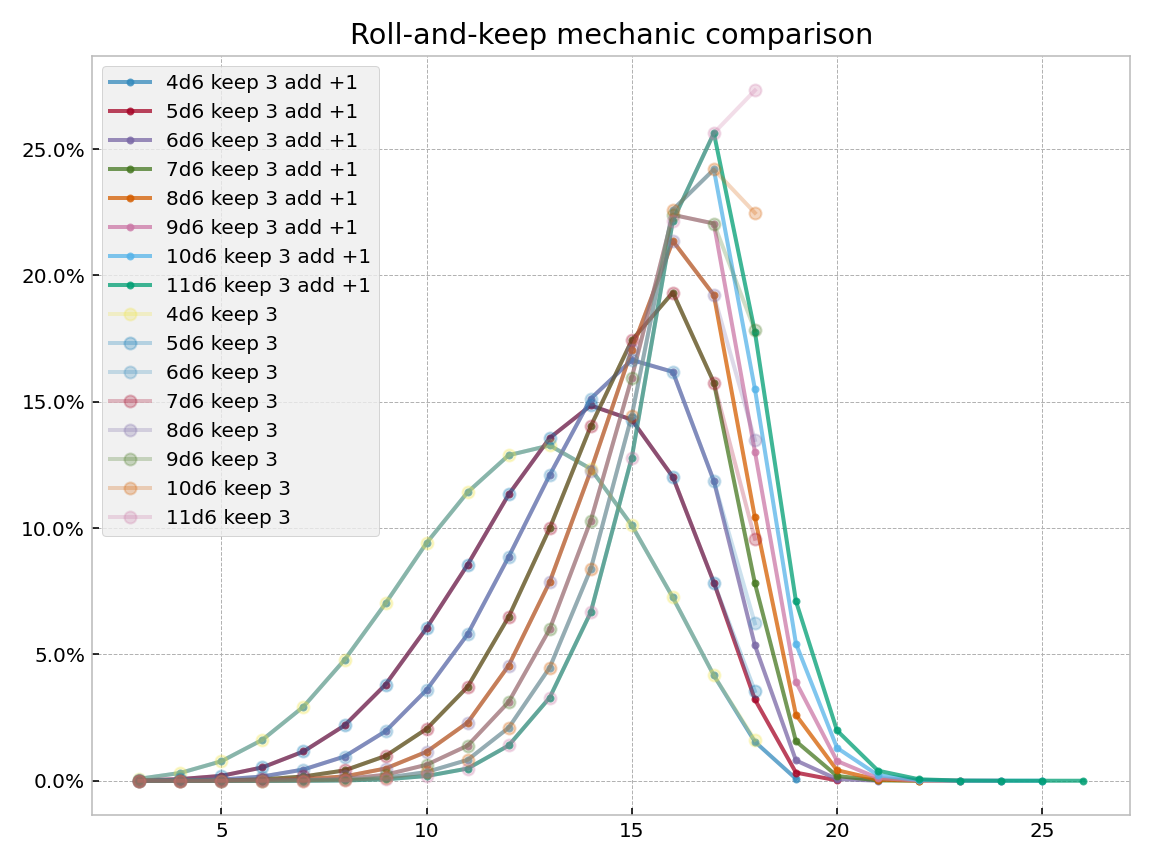 Roll-and-keep mechanic comparison
4d6 keep 3 add +1
5d6 keep 3 add +1
6d6 keep 3 add +1
7d6 keep 3 add +1
8d6 keep 3 add +1
9d6 keep 3 add +1
10d6 keep 3 add +1
11d6 keep 3 add +1
4d6 keep 3
5d6 keep 3
6d6 keep 3
7d6 keep 3
8d6 keep 3
9d6 keep 3
10d6 keep 3
11d6 keep 3
25.0%
20.0%
15.0%
10.0%
5.0%
0.0%
5 10 15 20 25